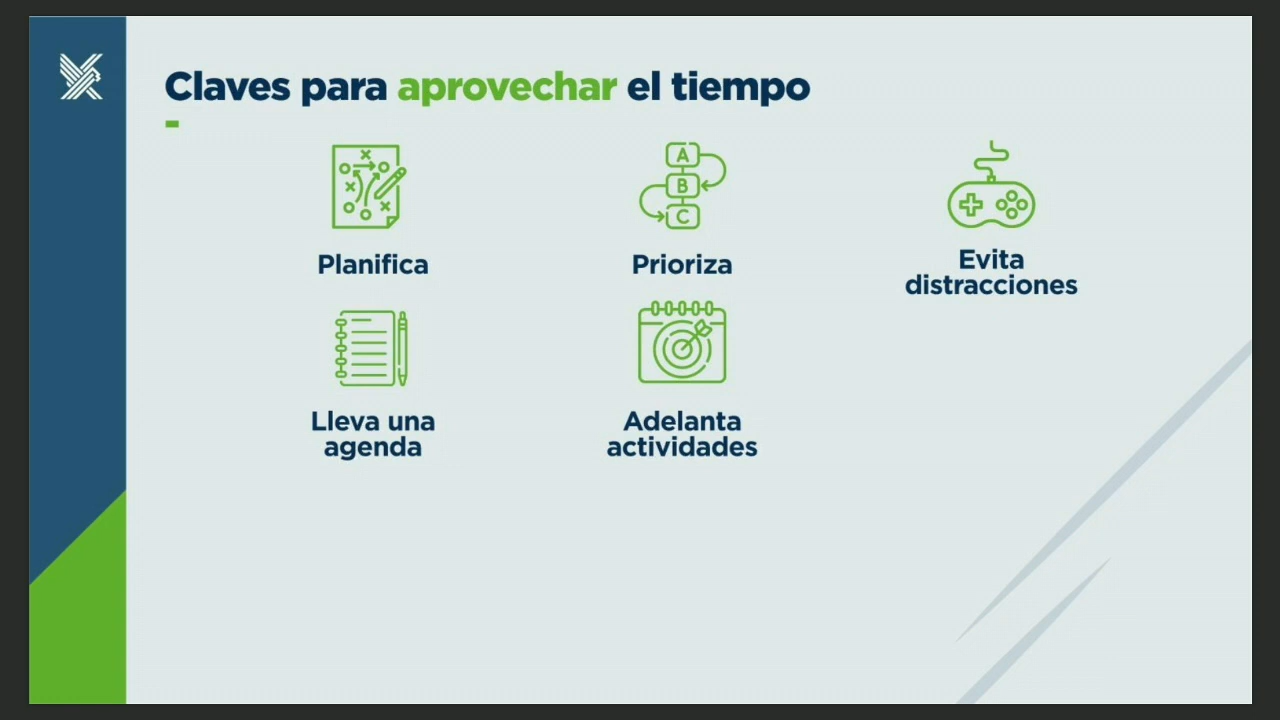 Claves para aprovechar el tiempo
A
B
C
Planifica
Prioriza
Evita
distracciones
Lleva una
agenda
Adelanta
actividades